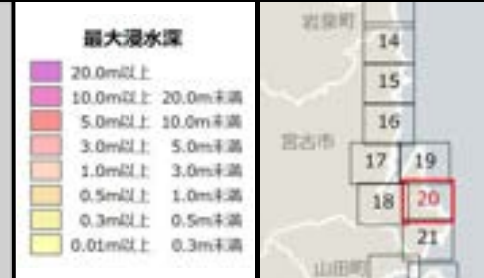 最大浸水深
20.0m以上
10.0m以上 20.0m未満
5.0m以上 10.0m未満
3.0m以上 5.0m未満
1.0m以上 3.0m未満
0.5m以上 1.0m未満
0.3m以上 0.5m未満
0.01m以上 0.3m未満
岩泉町
14
15
16
宮古市
17 19
18 20
21
山田町